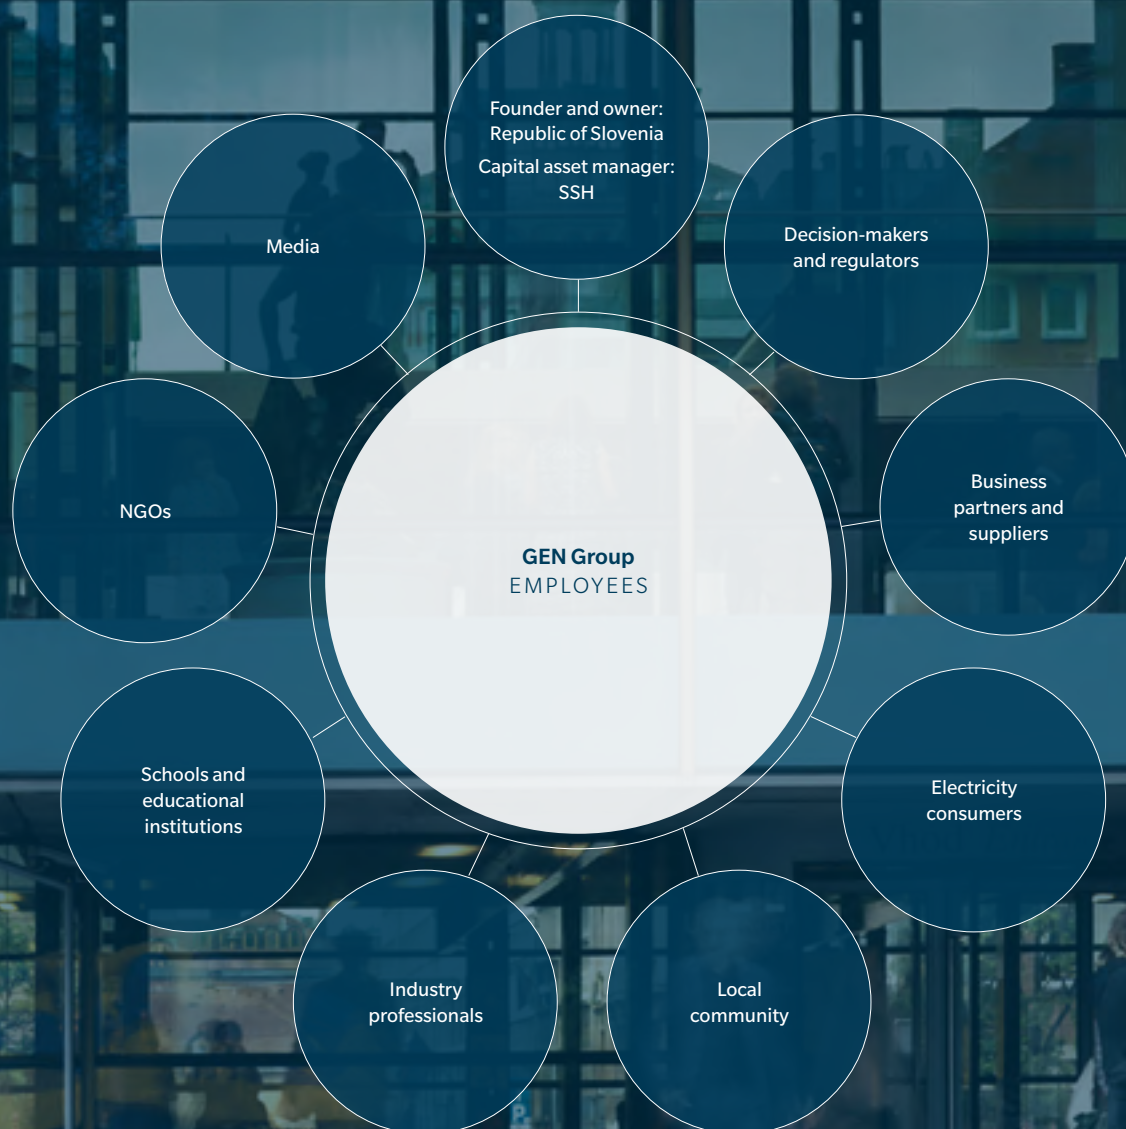 Founder and owner:
Republic of Slovenia
Capital asset manager:
SSH
Decision-makers
and regulators
Media
Business
partners and
suppliers
NGOs
GEN Group
EMPLOYEES
Electricity
consumers
Schools and
educational
institutions
Local
community
Industry
professionals